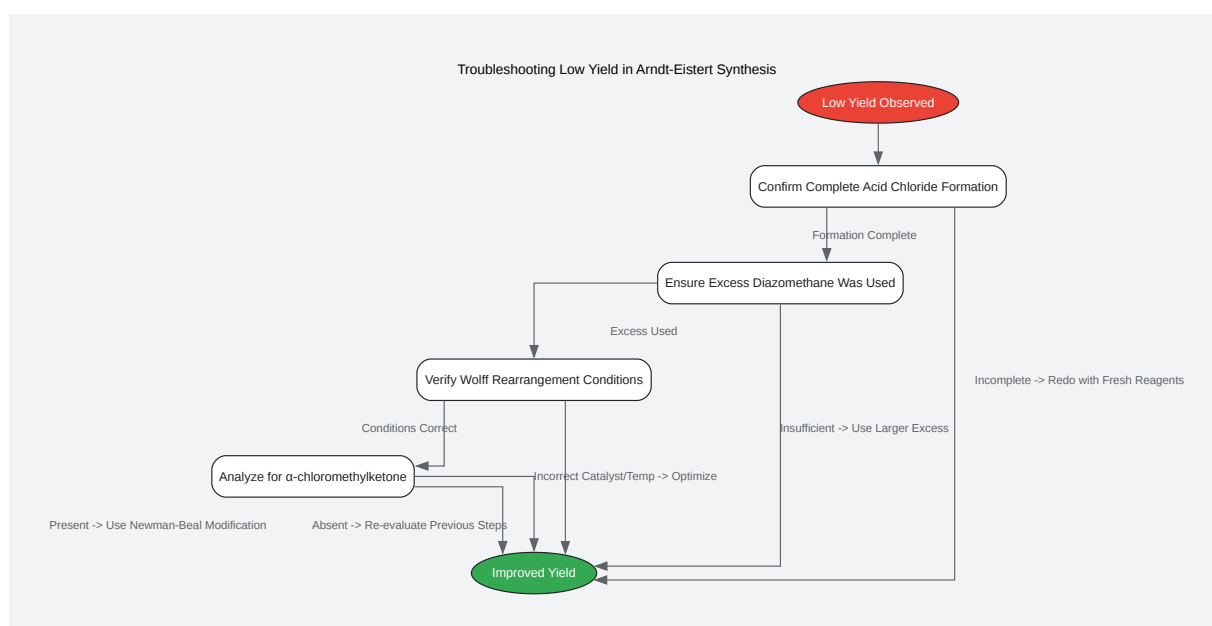 Troubleshooting Low Yield in Arndt-Eistert Synthesis
Low Yield Observed
Confirm Complete Acid Chloride Formation
Formation Complete
Ensure Excess Diazomethane Was Used
Excess Used
Verify Wolff Rearrangement Conditions
Incomplete -> Redo with Fresh Reagents
Conditions Correct
Insufficient -> Use Larger Excess
Analyze for α-chloromethylketone
Incorrect Catalyst/Temp -> Optimize
Present -> Use Newman-Beal Modification
Absent -> Re-evaluate Previous Steps
Improved Yield